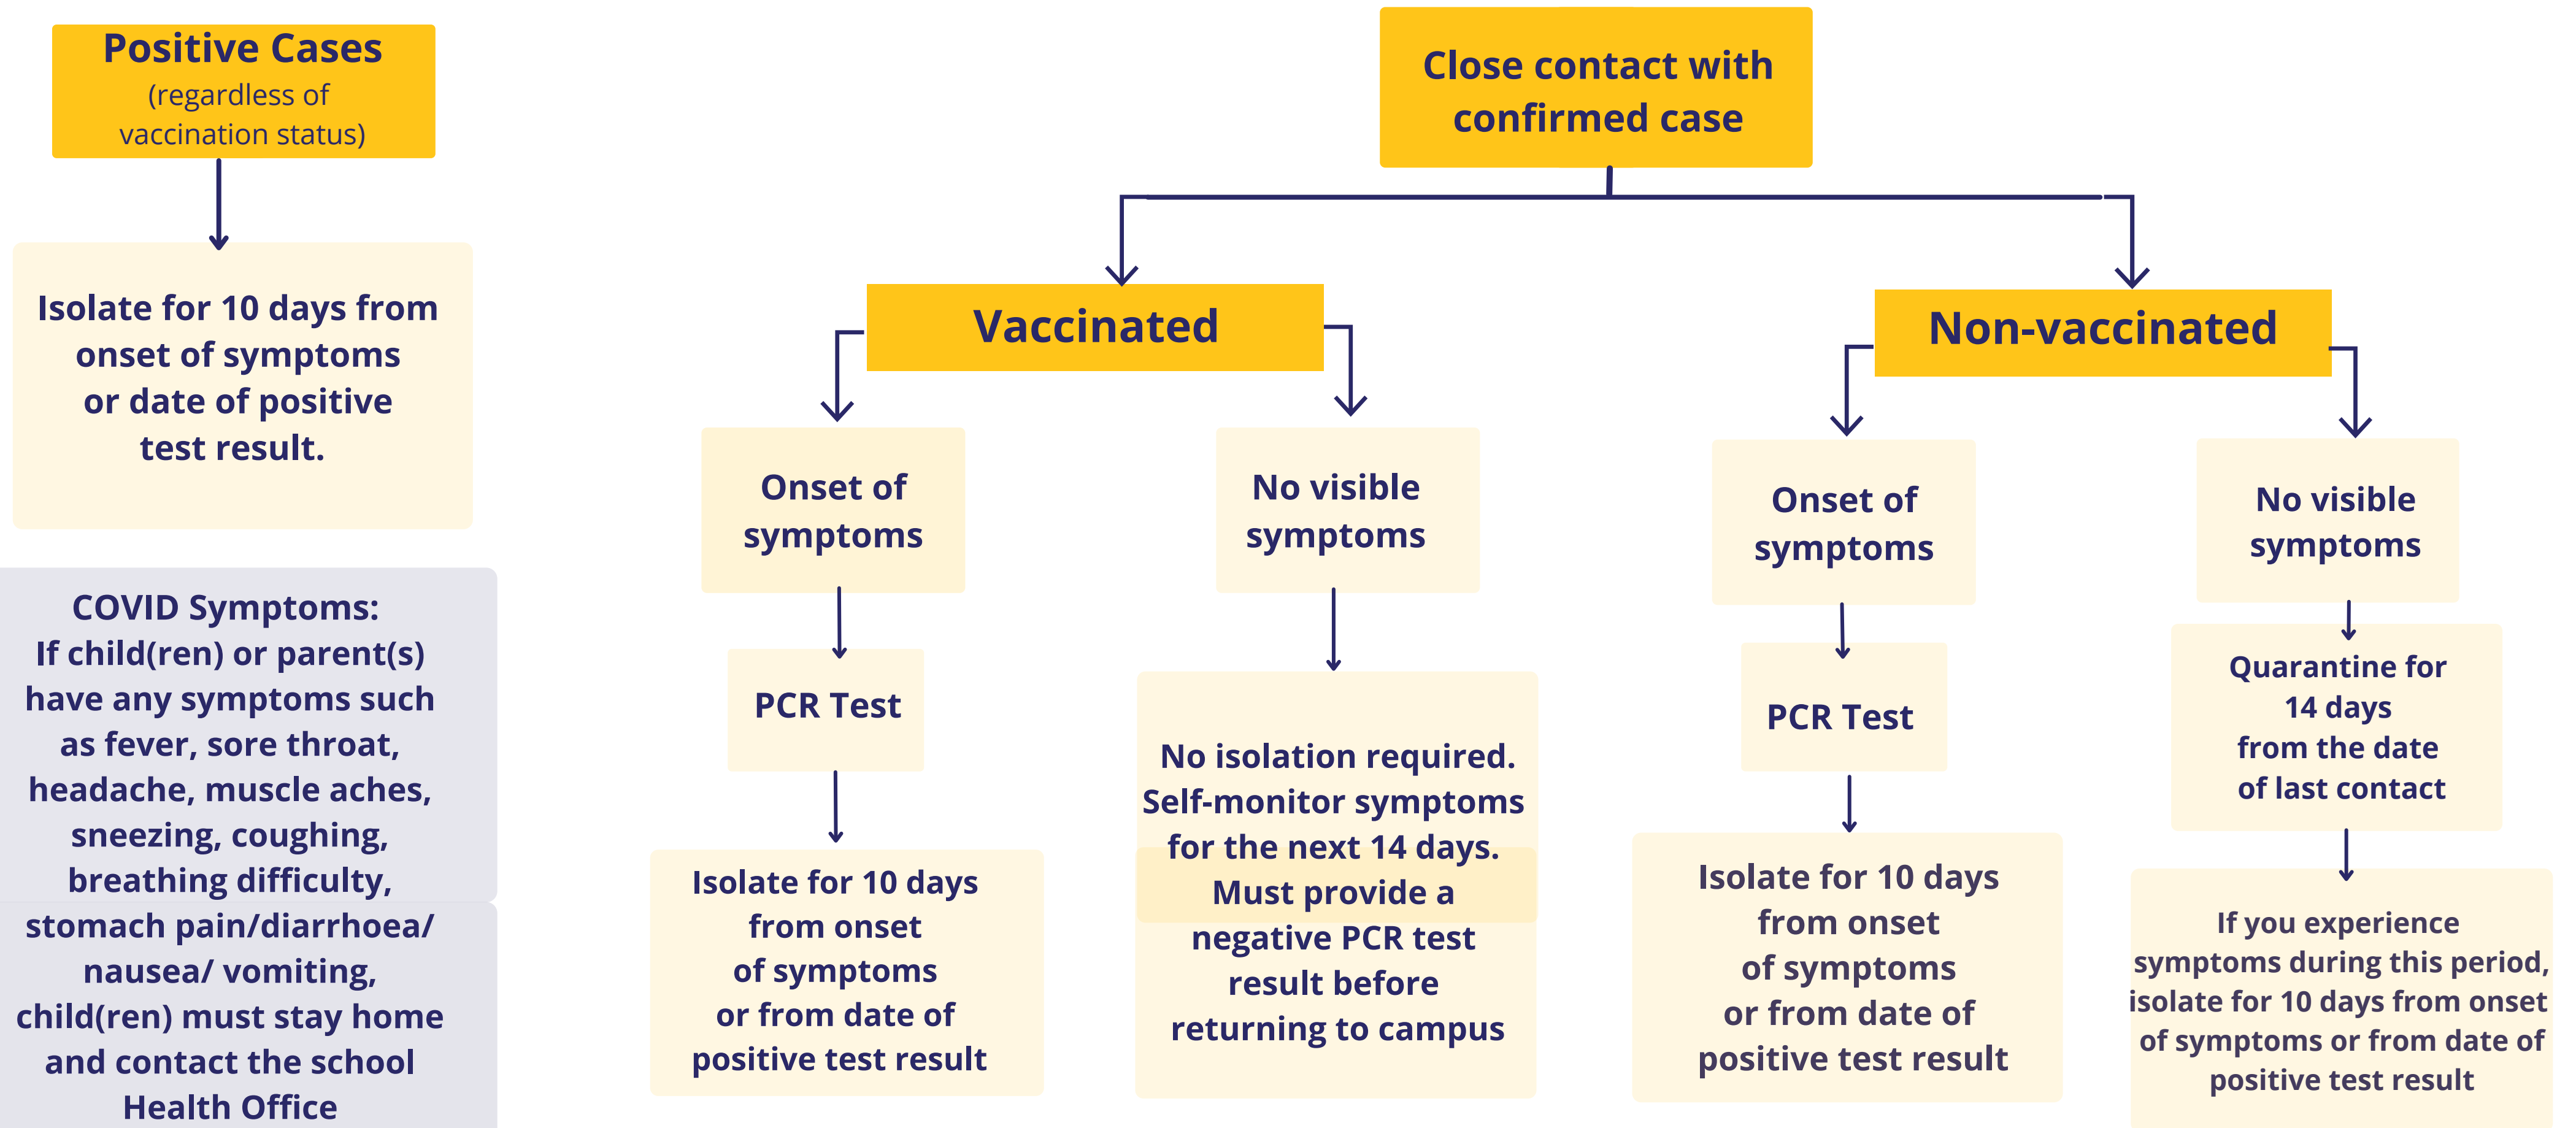 Positive Cases
(regardless of
vaccination status)
Isolate for 10 days from
onset of symptoms
or date of positive
test result.
COVID Symptoms:
If child(ren) or parent(s)
have any symptoms such
as fever, sore throat,
headache, muscle aches,
sneezing, coughing,
breathing difficulty,
stomach pain/diarrhoea/
nausea/ vomiting,
child(ren) must stay home
and contact the school
Health Office
Close contact with
confirmed case
Vaccinated
Onset of
symptoms
PCR Test
Isolate for 10 days
from onset
of symptoms
or from date of
positive test result
No visible
symptoms
No isolation required.
Self-monitor symptoms
for the next 14 days.
Must provide a
negative PCR test
result before
returning to campus
Non-vaccinated
Onset of
symptoms
PCR Test
Isolate for 10 days
from onset
of symptoms
or from date of
positive test result
No visible
symptoms
Quarantine for
14 days
from the date
of last contact
If you experience
symptoms during this period,
isolate for 10 days from onset
of symptoms or from date of
positive test result